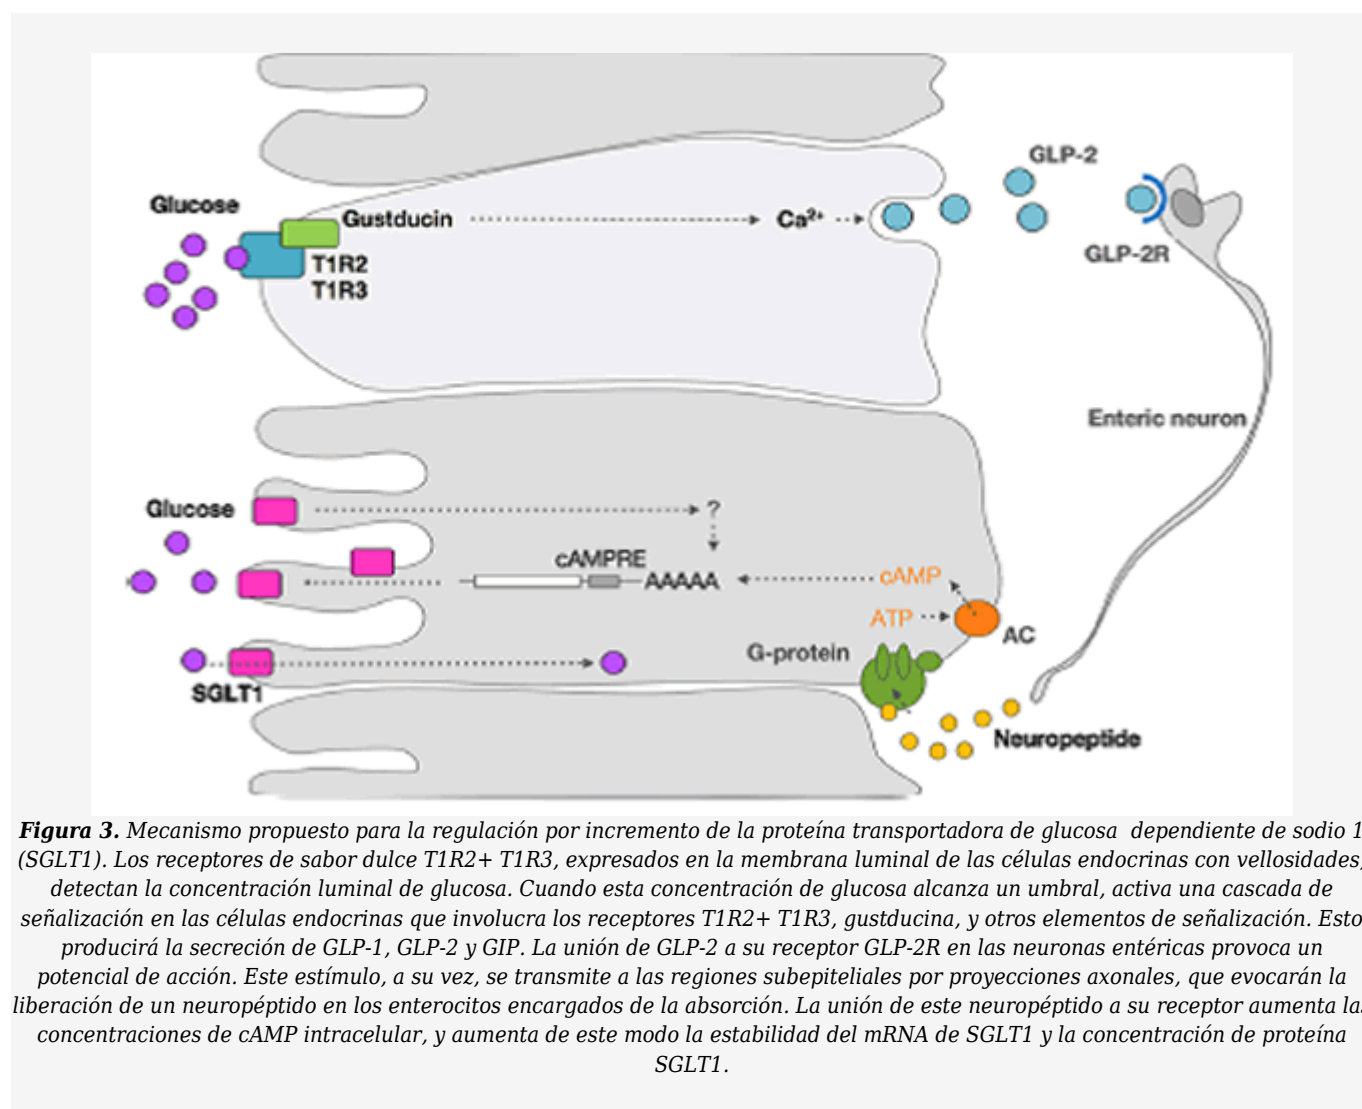 GLP-2
Glucose
Gustducin
Ca²⁺
T1R2
T1R3
GLP-2R
Enteric neuron
Glucose
?
cAMPRE
AAAAA
cAMP
ATP
AC
G-protein
SGLT1
Neuropeptide
Figura 3. Mecanismo propuesto para la regulación por incremento de la proteína transportadora de glucosa dependiente de sodio 1
(SGLT1). Los receptores de sabor dulce T1R2+ T1R3, expresados en la membrana luminal de las células endocrinas con vellosidades,
detectan la concentración luminal de glucosa. Cuando esta concentración de glucosa alcanza un umbral, activa una cascada de
señalización en las células endocrinas que involucra los receptores T1R2+ T1R3, gustducina, y otros elementos de señalización. Esto
producirá la secreción de GLP-1, GLP-2 y GIP. La unión de GLP-2 a su receptor GLP-2R en las neuronas entéricas provoca un
potencial de acción. Este estímulo, a su vez, se transmite a las regiones subepiteliales por proyecciones axonales, que evocarán la
liberación de un neuropéptido en los enterocitos encargados de la absorción. La unión de este neuropéptido a su receptor aumenta las
concentraciones de cAMP intracelular, y aumenta de este modo la estabilidad del mRNA de SGLT1 y la concentración de proteína
SGLT1.